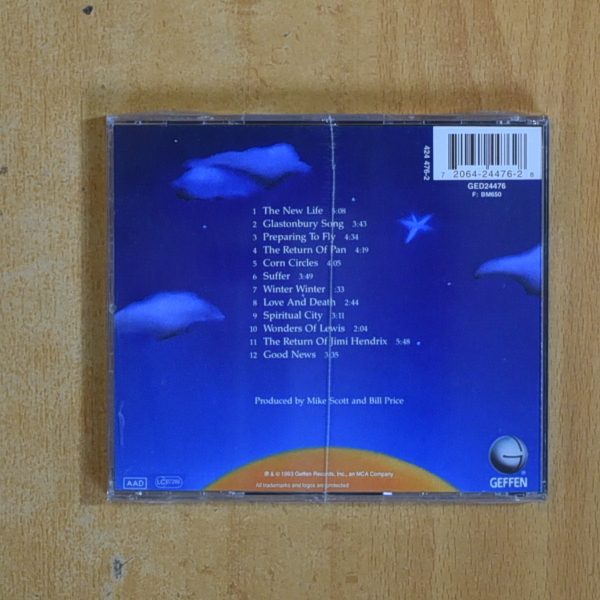 424 476-2
7 2064-24476-2 8
GED24476
F: BM650
1 The New Life 5:08
2 Glastonbury Song 3:43
3 Preparing To Fly 4:34
4 The Return Of Pan 4:19
5 Corn Circles 4:05
6 Suffer 3:49
7 Winter Winter :33
8 Love And Death 2:44
9 Spiritual City 3:11
10 Wonders Of Lewis 2:04
11 The Return Of Jimi Hendrix 5:48
12 Good News 3:35
Produced by Mike Scott and Bill Price
℗ & © 1993 Geffen Records, Inc., an MCA Company
All trademarks and logos are protected
AAD
GEFFEN